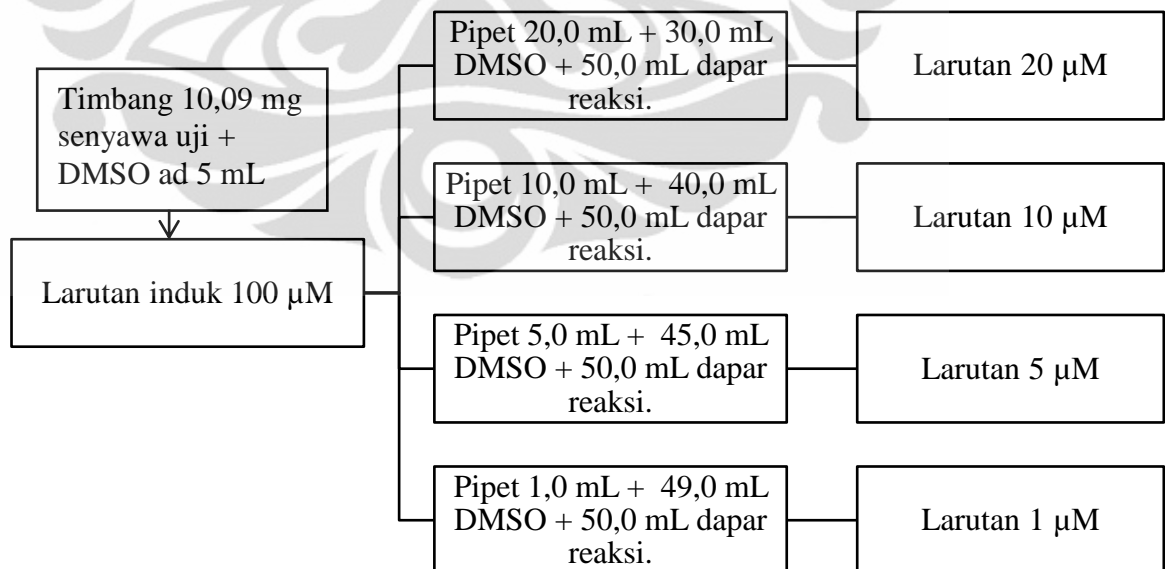 Timbang 10,09 mg
senyawa uji +
DMSO ad 5 mL
Larutan induk 100 µM
Pipet 20,0 mL + 30,0 mL
DMSO + 50,0 mL dapar
reaksi.
Larutan 20 µM
Pipet 10,0 mL + 40,0 mL
DMSO + 50,0 mL dapar
reaksi.
Larutan 10 µM
Pipet 5,0 mL + 45,0 mL
DMSO + 50,0 mL dapar
reaksi.
Larutan 5 µM
Pipet 1,0 mL + 49,0 mL
DMSO + 50,0 mL dapar
reaksi.
Larutan 1 µM